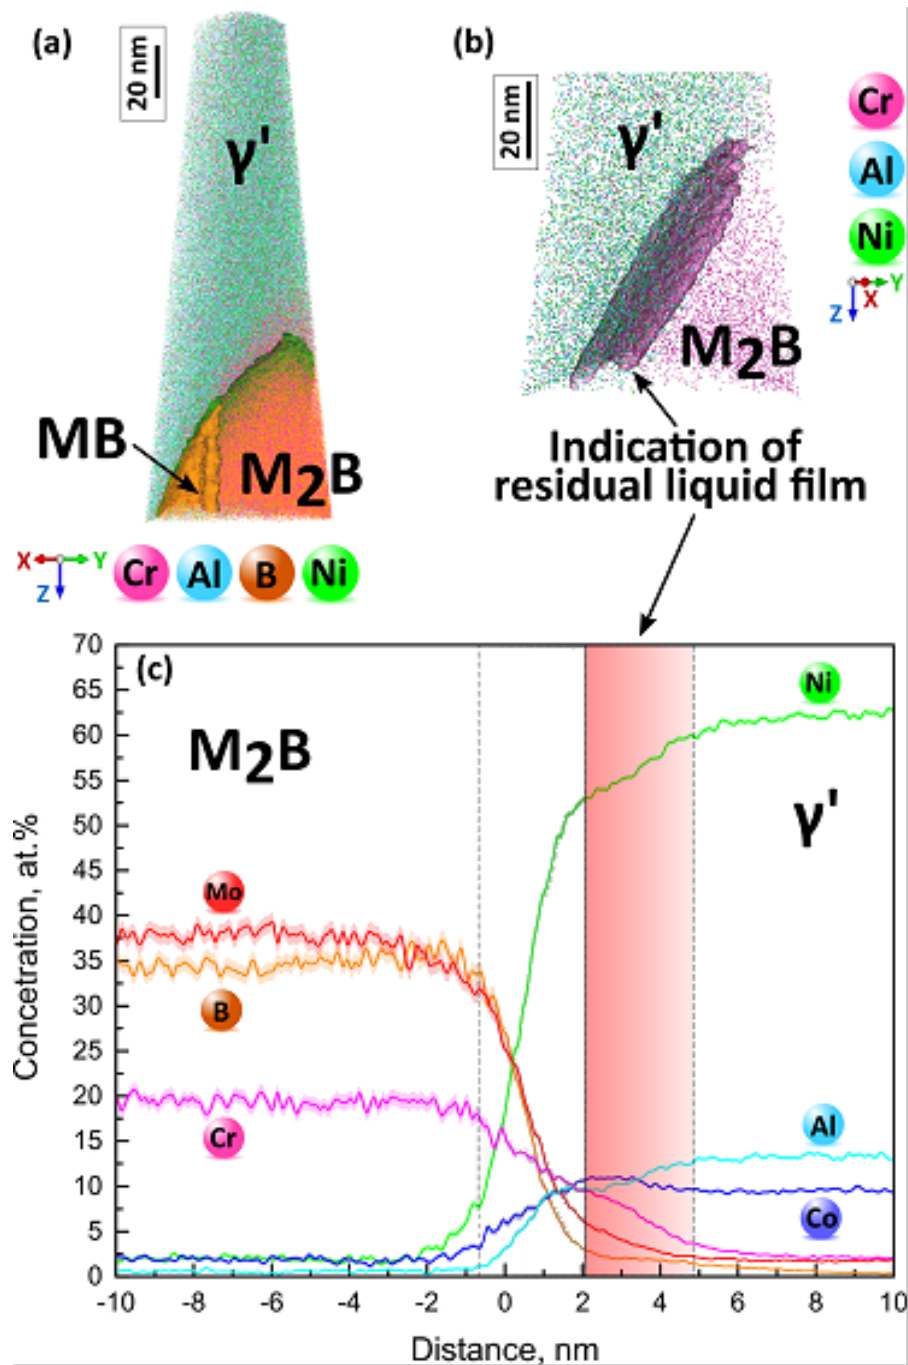 (a)
20 nm
γ'
MB
M2B
X Y
Z
Cr Al B Ni
(b)
20 nm
γ'
Cr
Al
Ni
Y
X
Z
M2B
Indication of
residual liquid film
(c)
M2B
γ'
Ni
Mo
B
Cr
Al
Co
Concetration, at.%
70
65
60
55
50
45
40
35
30
25
20
15
10
5
0
-10 -8 -6 -4 -2 0 2 4 6 8 10
Distance, nm